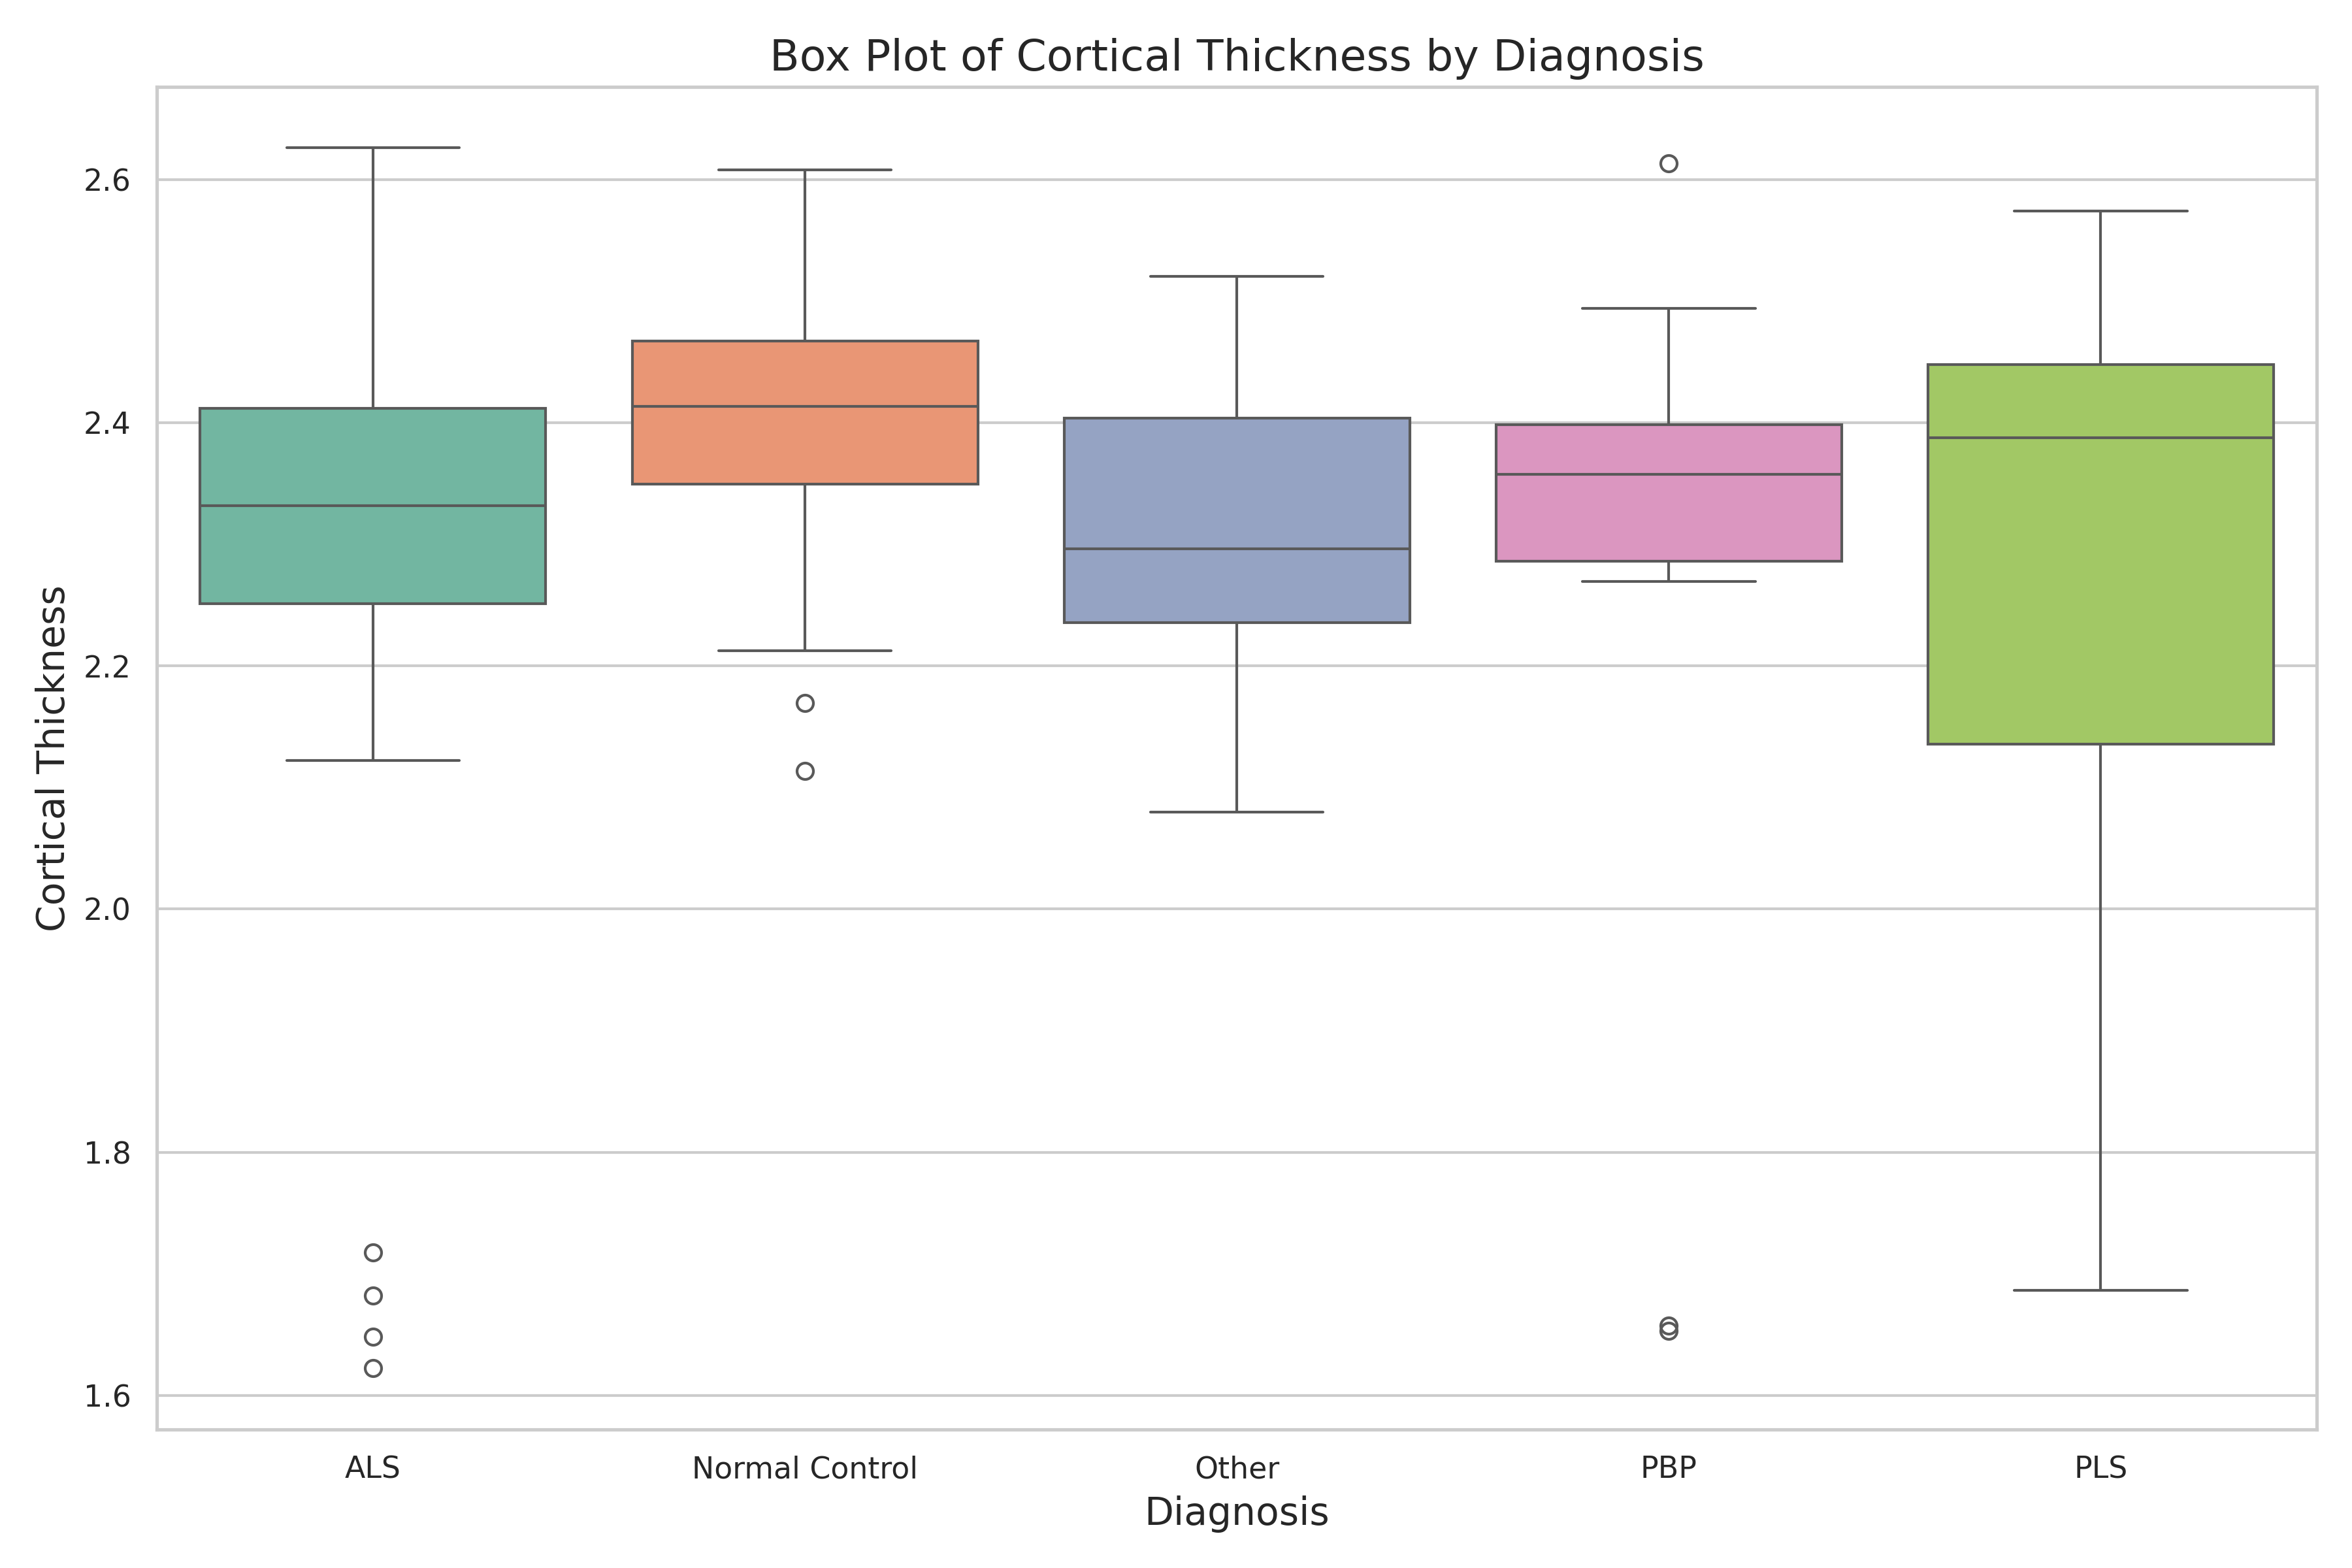 Box Plot of Cortical Thickness by Diagnosis
Cortical Thickness
2.6
2.4
2.2
2.0
1.8
1.6
ALS Normal Control Other PBP PLS
Diagnosis